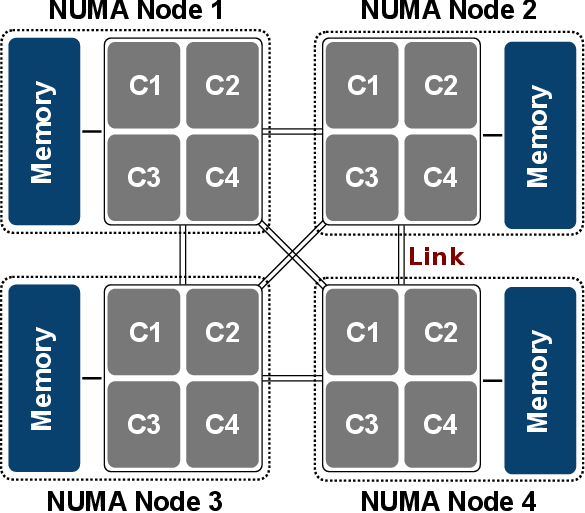 NUMA Node 1
NUMA Node 2
Memory
C1 C2
C3 C4
C1 C2
C3 C4
Memory
Link
Memory
C1 C2
C3 C4
C1 C2
C3 C4
Memory
NUMA Node 3
NUMA Node 4